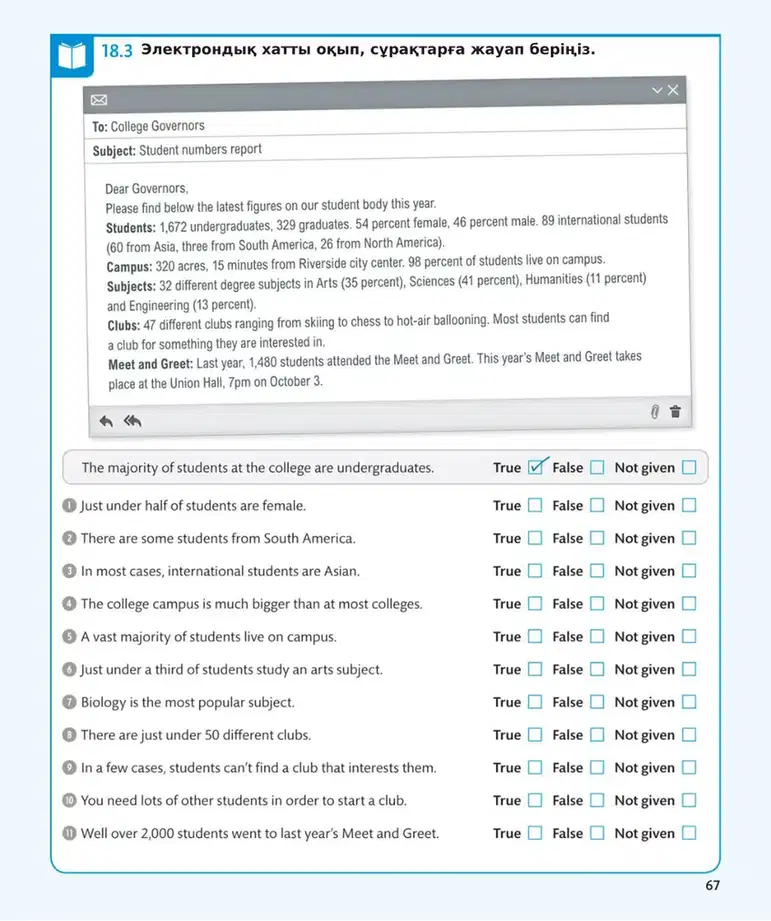 18.3 Электрондық хатты оқып, сұрақтарға жауап беріңіз.
To: College Governors
Subject: Student numbers report
Dear Governors,
Please find below the latest figures on our student body this year.
Students: 1,672 undergraduates, 329 graduates. 54 percent female, 46 percent male. 89 international students
(60 from Asia, three from South America, 26 from North America).
Campus: 320 acres, 15 minutes from Riverside city center. 98 percent of students live on campus.
Subjects: 32 different degree subjects in Arts (35 percent), Sciences (41 percent), Humanities (11 percent)
and Engineering (13 percent).
Clubs: 47 different clubs ranging from skiing to chess to hot-air ballooning. Most students can find
a club for something they are interested in.
Meet and Greet: Last year, 1,480 students attended the Meet and Greet. This year's Meet and Greet takes
place at the Union Hall, 7pm on October 3.
The majority of students at the college are undergraduates. True False Not given
1 Just under half of students are female. True False Not given
2 There are some students from South America. True False Not given
3 In most cases, international students are Asian. True False Not given
4 The college campus is much bigger than at most colleges. True False Not given
5 A vast majority of students live on campus. True False Not given
6 Just under a third of students study an arts subject. True False Not given
7 Biology is the most popular subject. True False Not given
8 There are just under 50 different clubs. True False Not given
9 In a few cases, students can't find a club that interests them. True False Not given
10 You need lots of other students in order to start a club. True False Not given
11 Well over 2,000 students went to last year's Meet and Greet. True False Not given
67